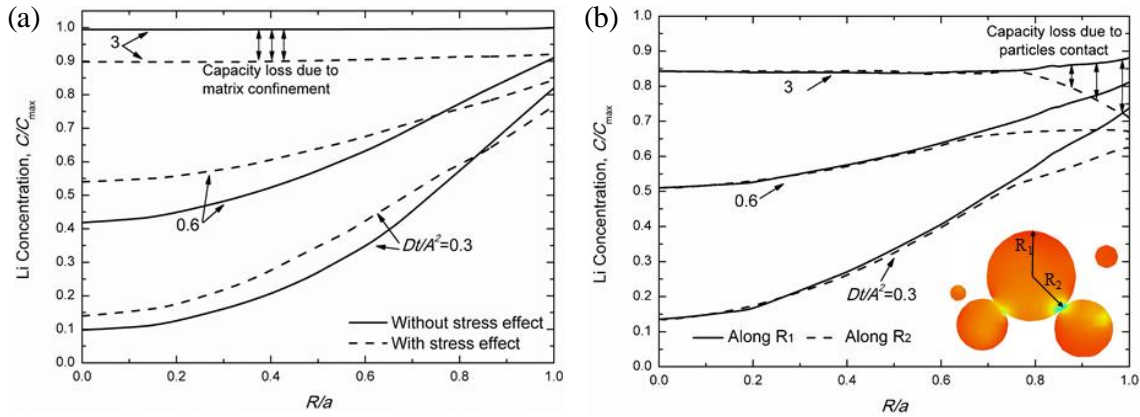 (a)
1.0
0.9
0.8
0.7
0.6
0.5
0.4
0.3
0.2
0.1
0.0
Li Concentration, C/Cmax
3
Capacity loss due to
matrix confinement
0.6
Dt/A²=0.3
Without stress effect
With stress effect
0.0 0.2 0.4 0.6 0.8 1.0
R/a
(b)
1.0
0.9
0.8
0.7
0.6
0.5
0.4
0.3
0.2
0.1
0.0
Li Concentration, C/Cmax
Capacity loss due to
particles contact
3
0.6
Dt/A²=0.3
R1
R2
Along R1 Along R2
0.0 0.2 0.4 0.6 0.8 1.0
R/a